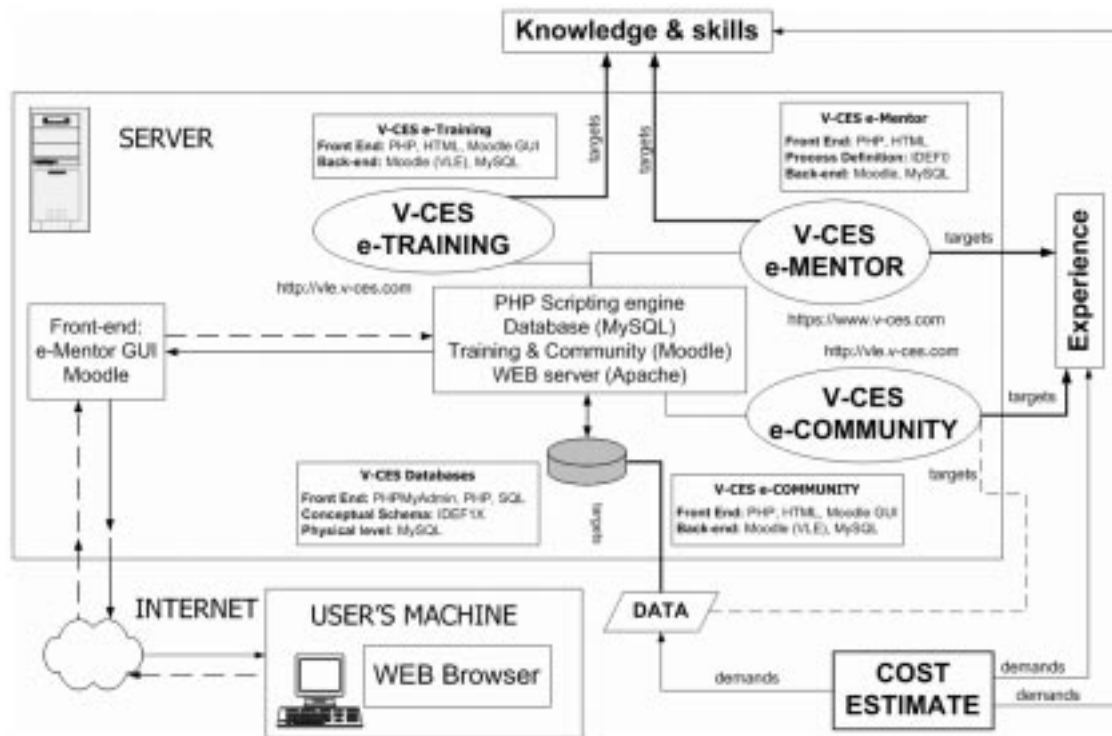 Knowledge & skills
SERVER
V-CES e-Training
Front End: PHP, HTML, Moodle GUI
Back-end: Moodle (VLE), MySQL
targets
targets
V-CES e-Mentor
Front End: PHP, HTML
Process Definition: IDEF0
Back-end: Moodle, MySQL
V-CES
e-TRAINING
V-CES
e-MENTOR
targets
Experience
http://vle.v-ces.com
https://www.v-ces.com
Front-end:
e-Mentor GUI
Moodle
PHP Scripting engine
Database (MySQL)
Training & Community (Moodle)
WEB server (Apache)
http://vle.v-ces.com
V-CES
e-COMMUNITY
targets
targets
V-CES Databases
Front End: PHPMyAdmin, PHP, SQL
Conceptual Schema: IDEF1X
Physical level: MySQL
targets
V-CES e-COMMUNITY
Front End: PHP, HTML, Moodle GUI
Back-end: Moodle (VLE), MySQL
INTERNET
USER'S MACHINE
WEB Browser
DATA
demands
COST
ESTIMATE
demands
demands